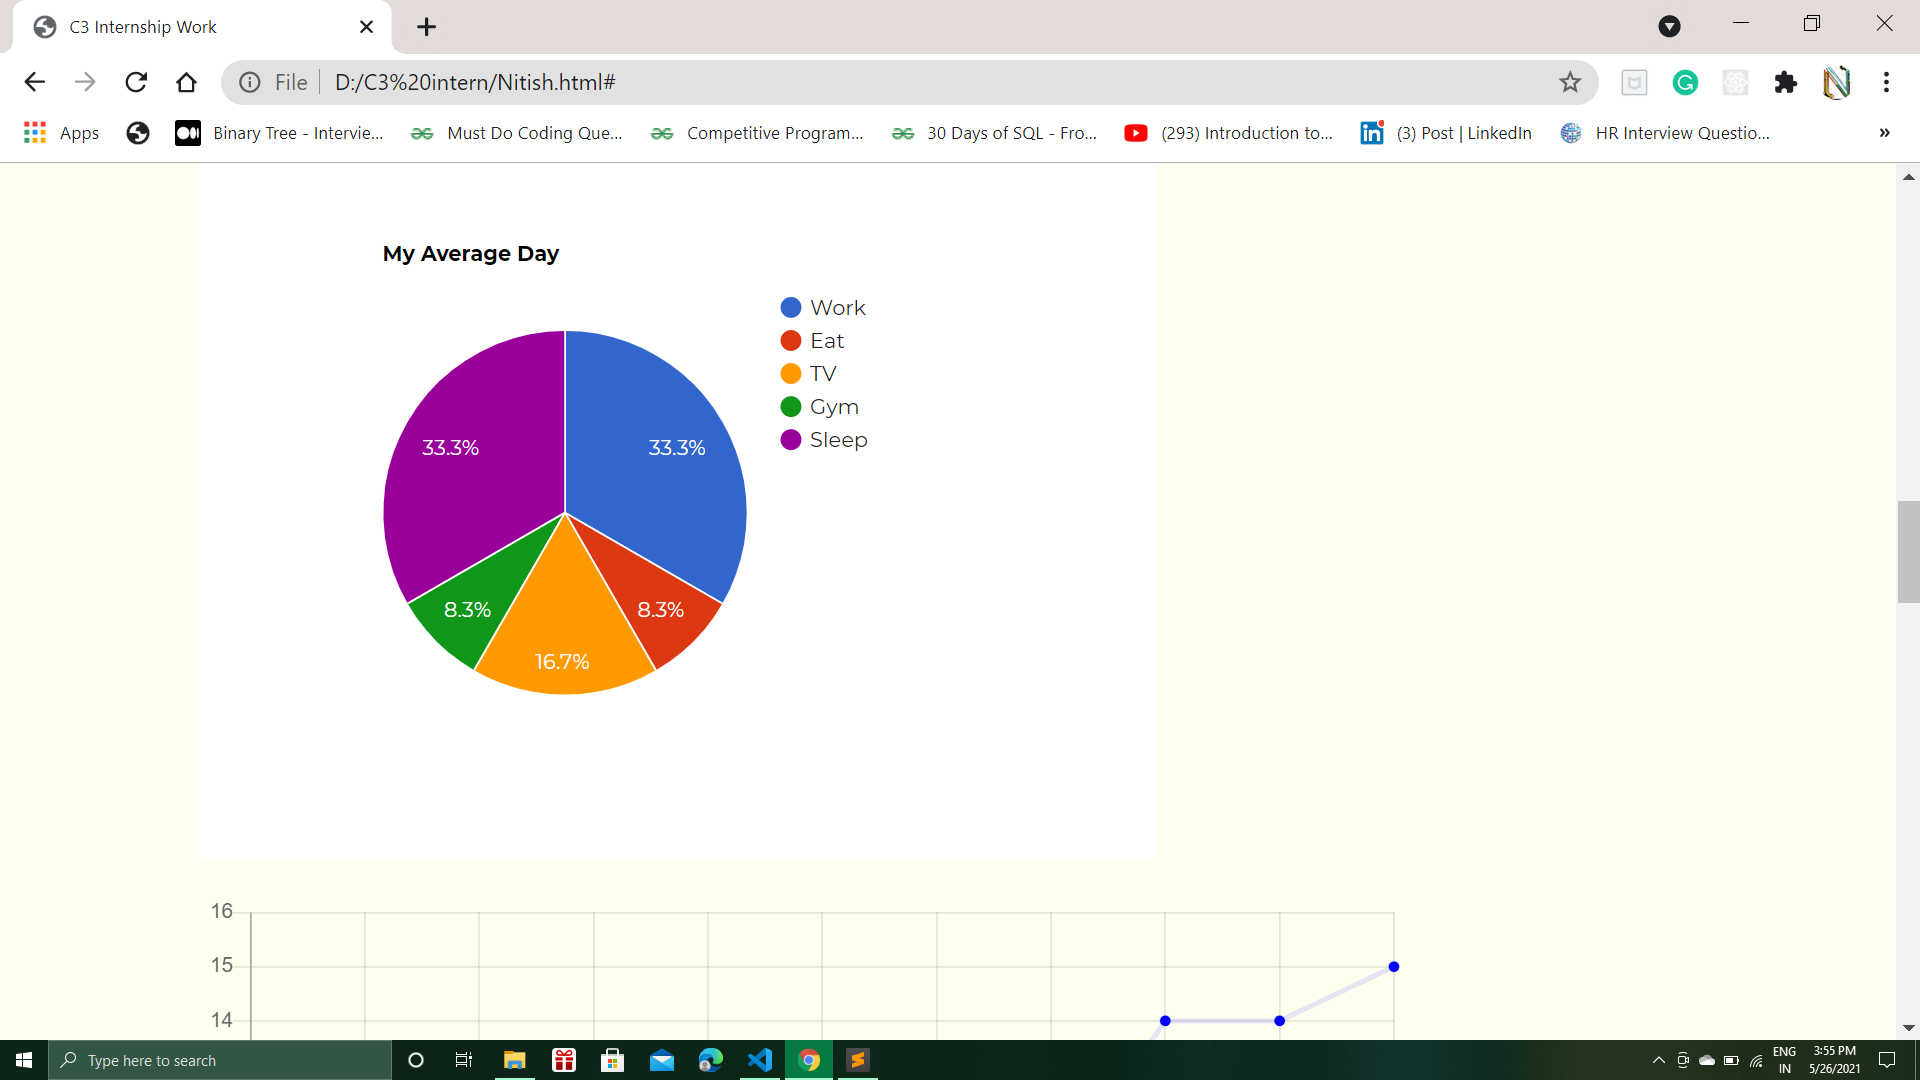 C3 Internship Work
File D:/C3%20intern/Nitish.html#
Apps Binary Tree - Intervie... Must Do Coding Que... Competitive Program... 30 Days of SQL - Fro... (293) Introduction to... (3) Post | LinkedIn HR Interview Questio... »
My Average Day
Work
Eat
TV
Gym
Sleep
33.3% 33.3%
8.3% 8.3%
16.7%
16
15
14
Type here to search
ENG
IN
3:55 PM
5/26/2021